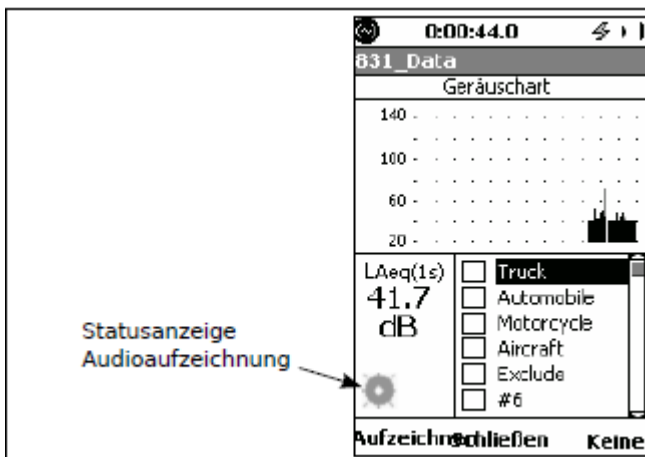 0:00:44.0
831_Data
Geräuschart
140
100
60
20
LAeq(1s)
41.7
dB
Truck
Automobile
Motorcycle
Aircraft
Exclude
#6
Statusanzeige
Audioaufzeichnung
Schließen Keine